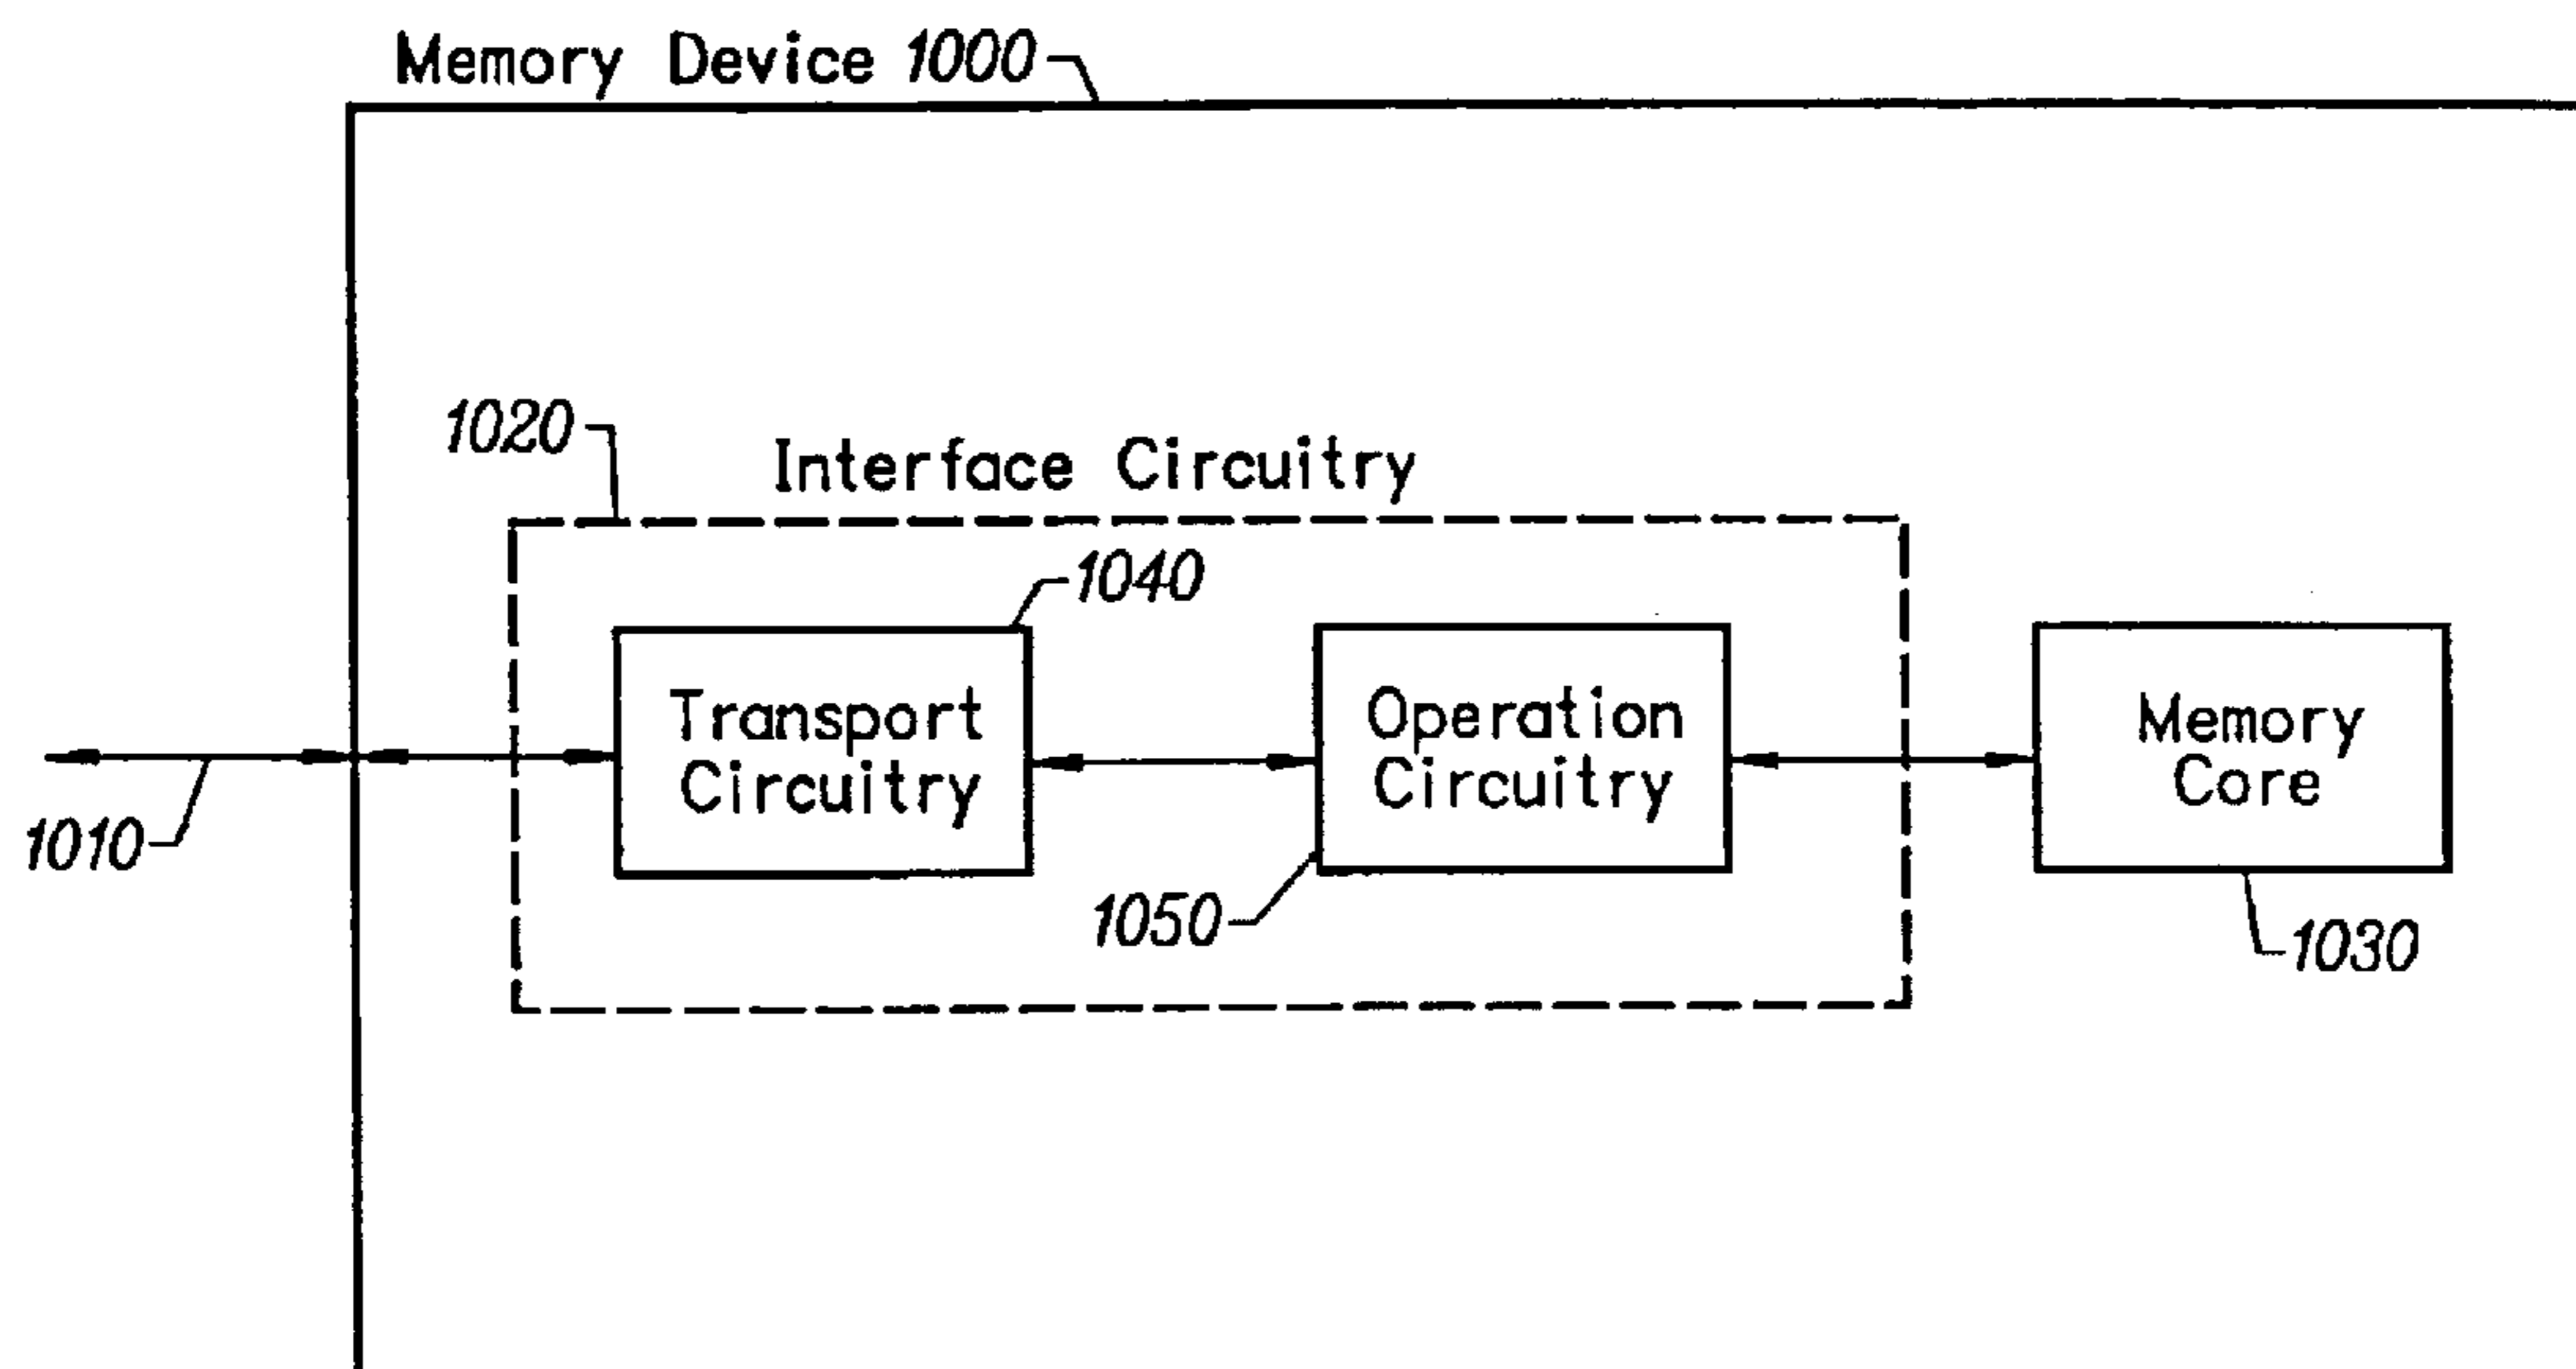 Memory Device 1000
1020
Interface Circuitry
1040
Transport
Circuitry
Operation
Circuitry
Memory
Core
1010
1050
1030